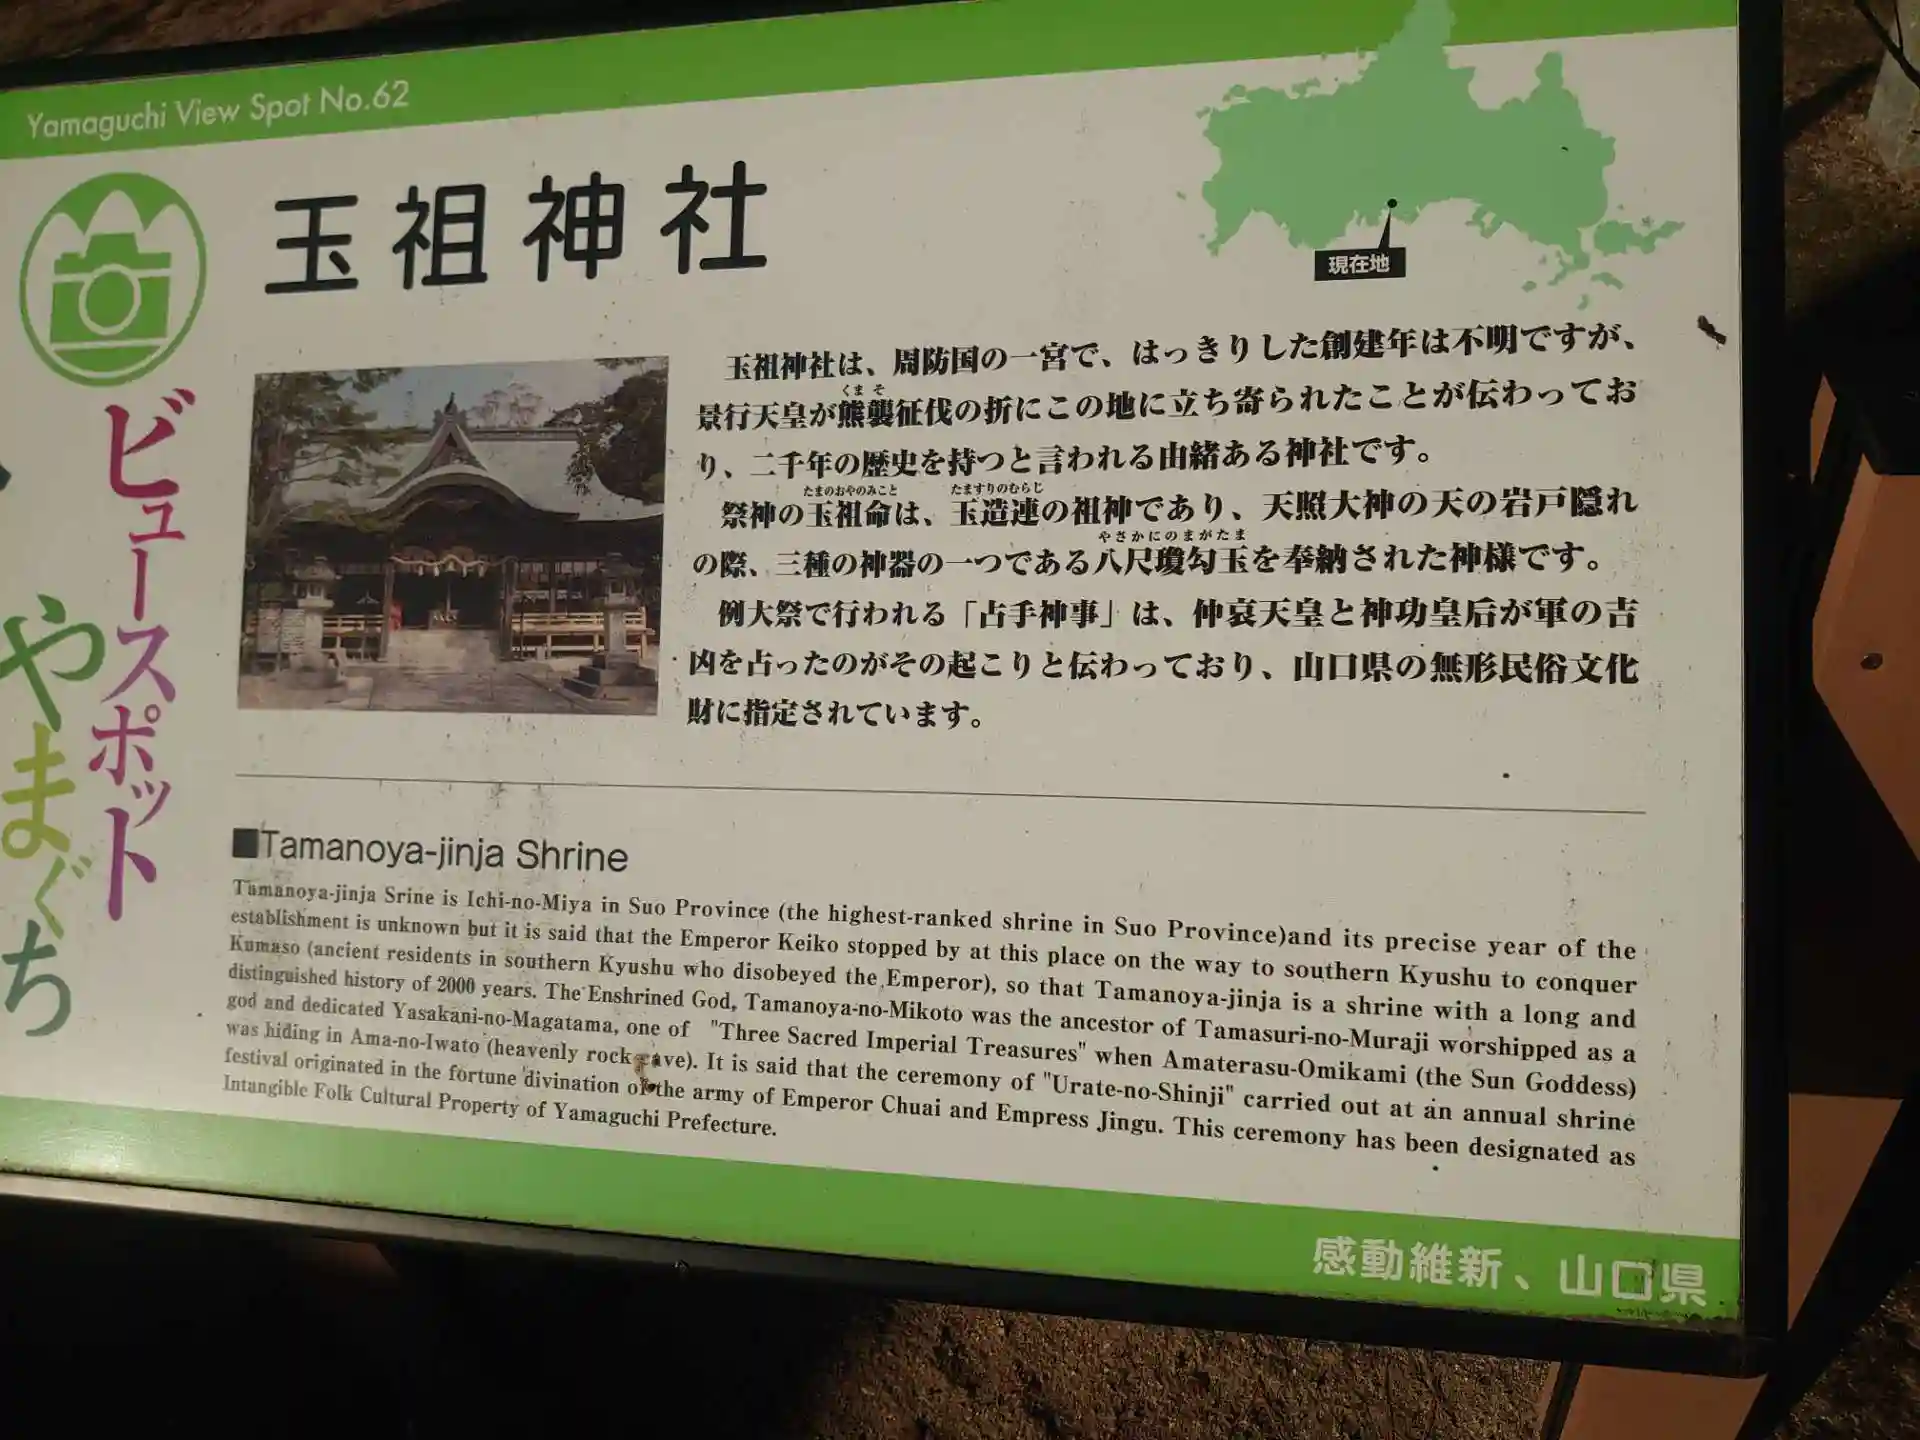 Yamaguchi View Spot No.62
玉祖神社
現在地
ビュースポット
やまぐち
玉祖神社は、周防国の一宮で、はっきりした創建年は不明ですが、
くまそ
景行天皇が熊襲征伐の折にこの地に立ち寄られたことが伝わってお
り、二千年の歴史を持つと言われる由緒ある神社です。
たまのおやのみこと たますりのむらじ
祭神の玉祖命は、玉造連の祖神であり、天照大神の天の岩戸隠れ
やさかにのまがたま
の際、三種の神器の一つである八尺瓊勾玉を奉納された神様です。
例大祭で行われる「占手神事」は、仲哀天皇と神功皇后が軍の吉
凶を占ったのがその起こりと伝わっており、山口県の無形民俗文化
財に指定されています。
■Tamanoya-jinja Shrine
Tamanoya-jinja Srine is Ichi-no-Miya in Suo Province (the highest-ranked shrine in Suo Province)and its precise year of the
establishment is unknown but it is said that the Emperor Keiko stopped by at this place on the way to southern Kyushu to conquer
Kumaso (ancient residents in southern Kyushu who disobeyed the Emperor), so that Tamanoya-jinja is a shrine with a long and
distinguished history of 2000 years. The Enshrined God, Tamanoya-no-Mikoto was the ancestor of Tamasuri-no-Muraji worshipped as a
god and dedicated Yasakani-no-Magatama, one of "Three Sacred Imperial Treasures" when Amaterasu-Omikami (the Sun Goddess)
was hiding in Ama-no-Iwato (heavenly rock cave). It is said that the ceremony of "Urate-no-Shinji" carried out at an annual shrine
festival originated in the fortune divination of the army of Emperor Chuai and Empress Jingu. This ceremony has been designated as
Intangible Folk Cultural Property of Yamaguchi Prefecture.
感動維新、山口県